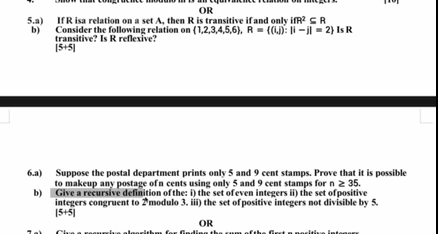 OR
5.a) If R isa relation on a set A, then R is transitive if and only ifR² ⊆ R
b) Consider the following relation on {1,2,3,4,5,6}, R = {(i,j): |i − j| = 2} Is R
transitive? Is R reflexive?
[5+5]
6.a) Suppose the postal department prints only 5 and 9 cent stamps. Prove that it is possible
to makeup any postage of n cents using only 5 and 9 cent stamps for n ≥ 35.
b) Give a recursive definition of the: i) the set of even integers ii) the set of positive
integers congruent to 2 modulo 3. iii) the set of positive integers not divisible by 5.
[5+5]
OR